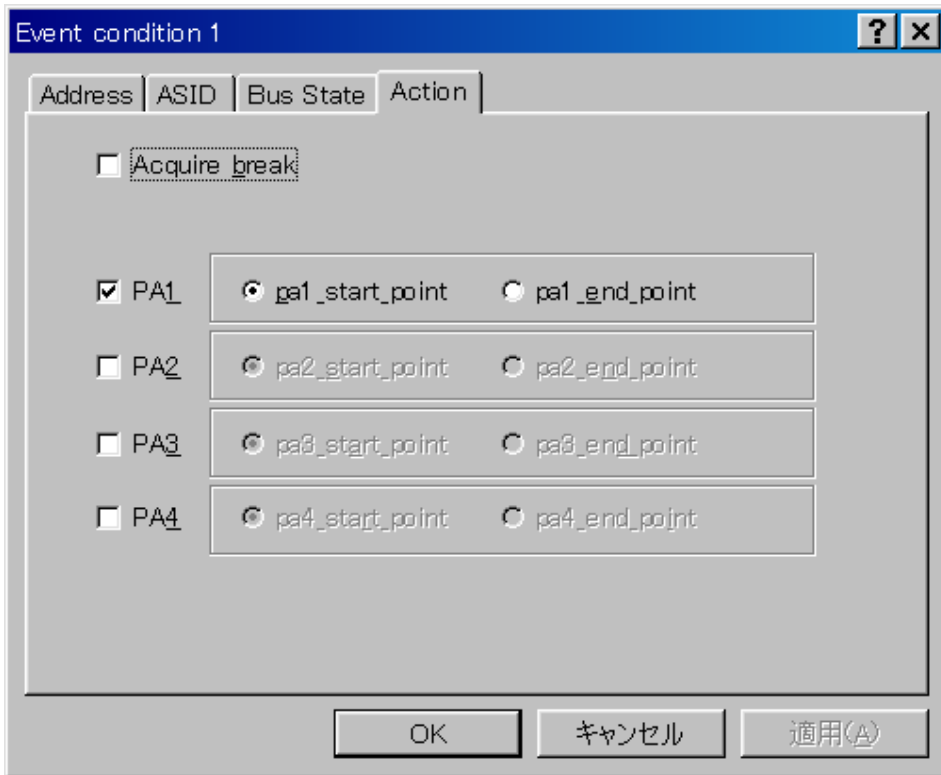 Event condition 1
Address ASID Bus State Action
Acquire break
PA1 pa1_start_point pa1_end_point
PA2 pa2_start_point pa2_end_point
PA3 pa3_start_point pa3_end_point
PA4 pa4_start_point pa4_end_point
OK キャンセル 適用(A)